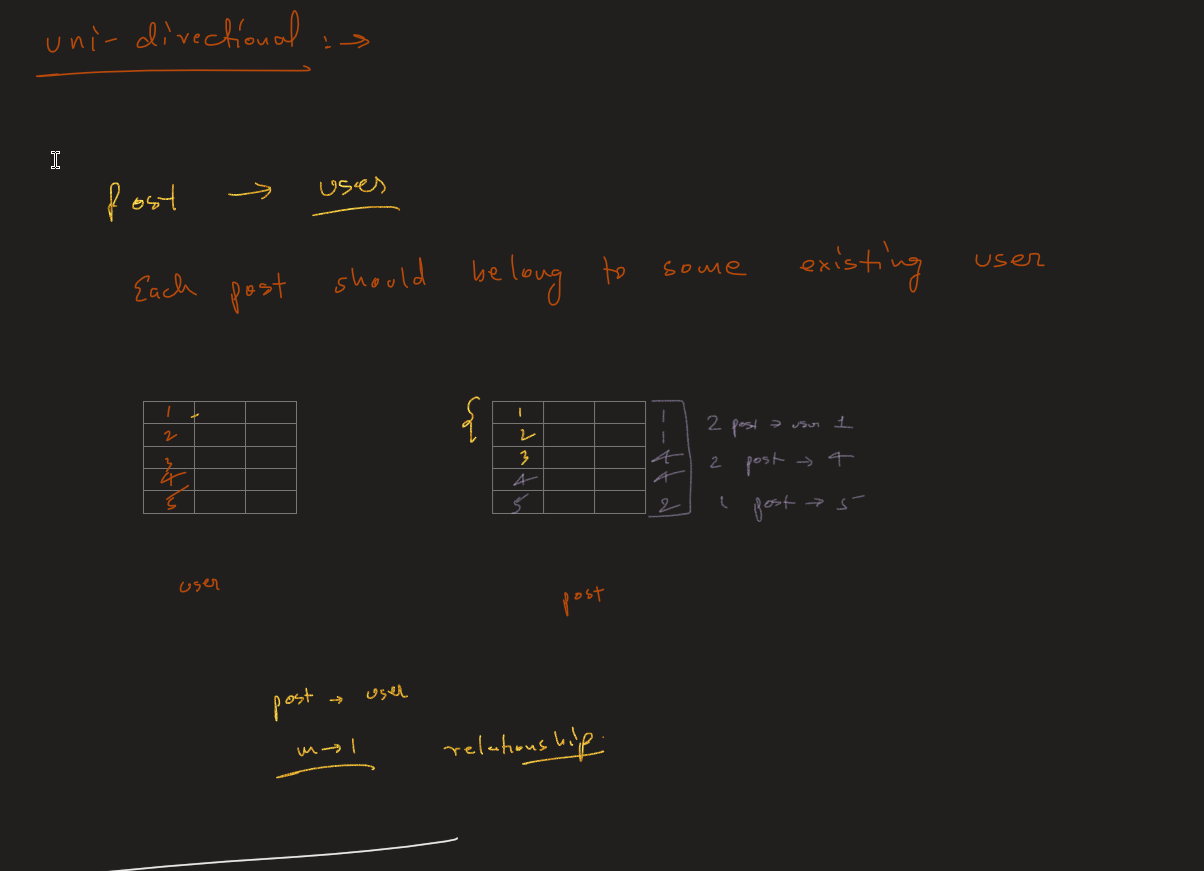 uni-directional :→
Post → user
Each post should belong to some existing user
1
2
3
4
5
1 1
2 1
3 4
4 4
5 2
2 post → user 1
2 post → 4
1 post → 5
user
post
post → user
m→1 relationship.